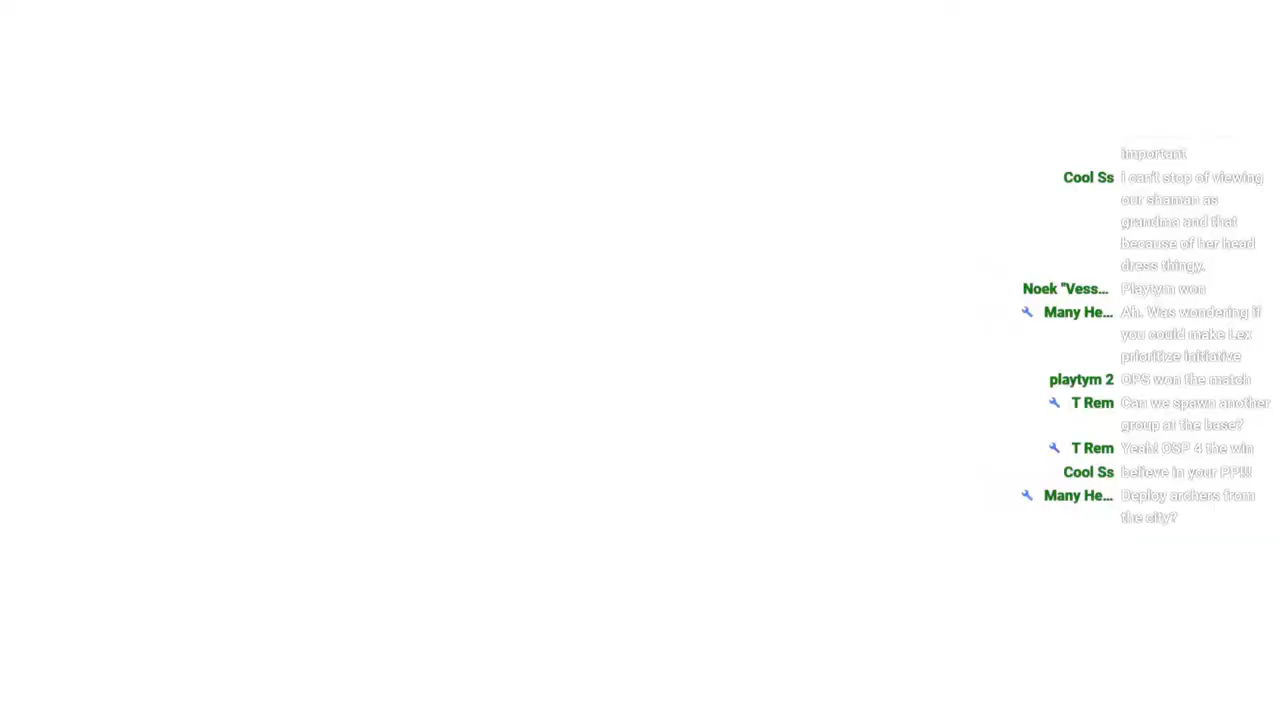 important
Cool Ss I can't stop of viewing
our shaman as
grandma and that
because of her head
dress thingy.
Noek "Vess... Playtym won
Many He... Ah. Was wondering if
you could make Lex
prioritize initiative
playtym 2 OPS won the match
T Rem Can we spawn another
group at the base?
T Rem Yeah! DSP 4 the win
Cool Ss believe in your PP!!!
Many He... Deploy archers from
the city?